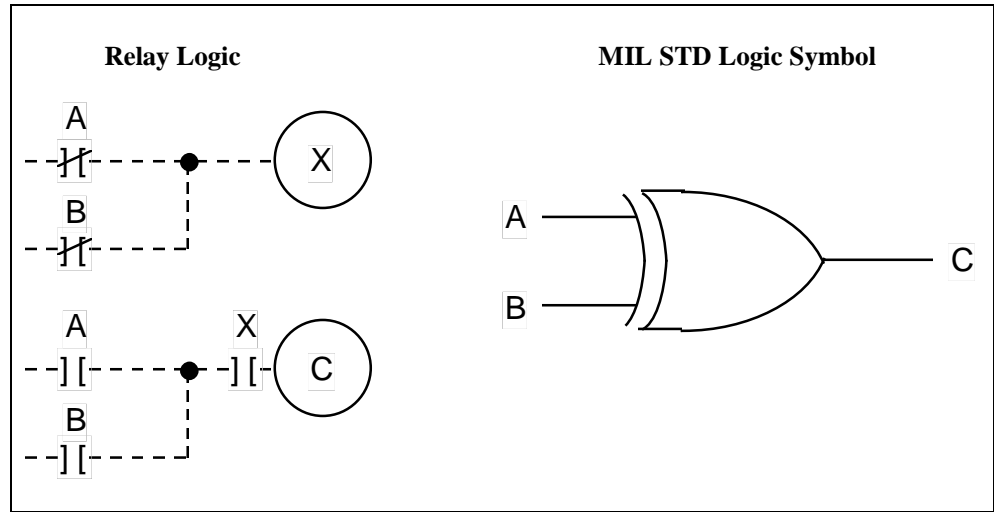 Relay Logic
MIL STD Logic Symbol
A
] [
X
B
] [
A
X
] [
] [
C
B
] [
A
B
C